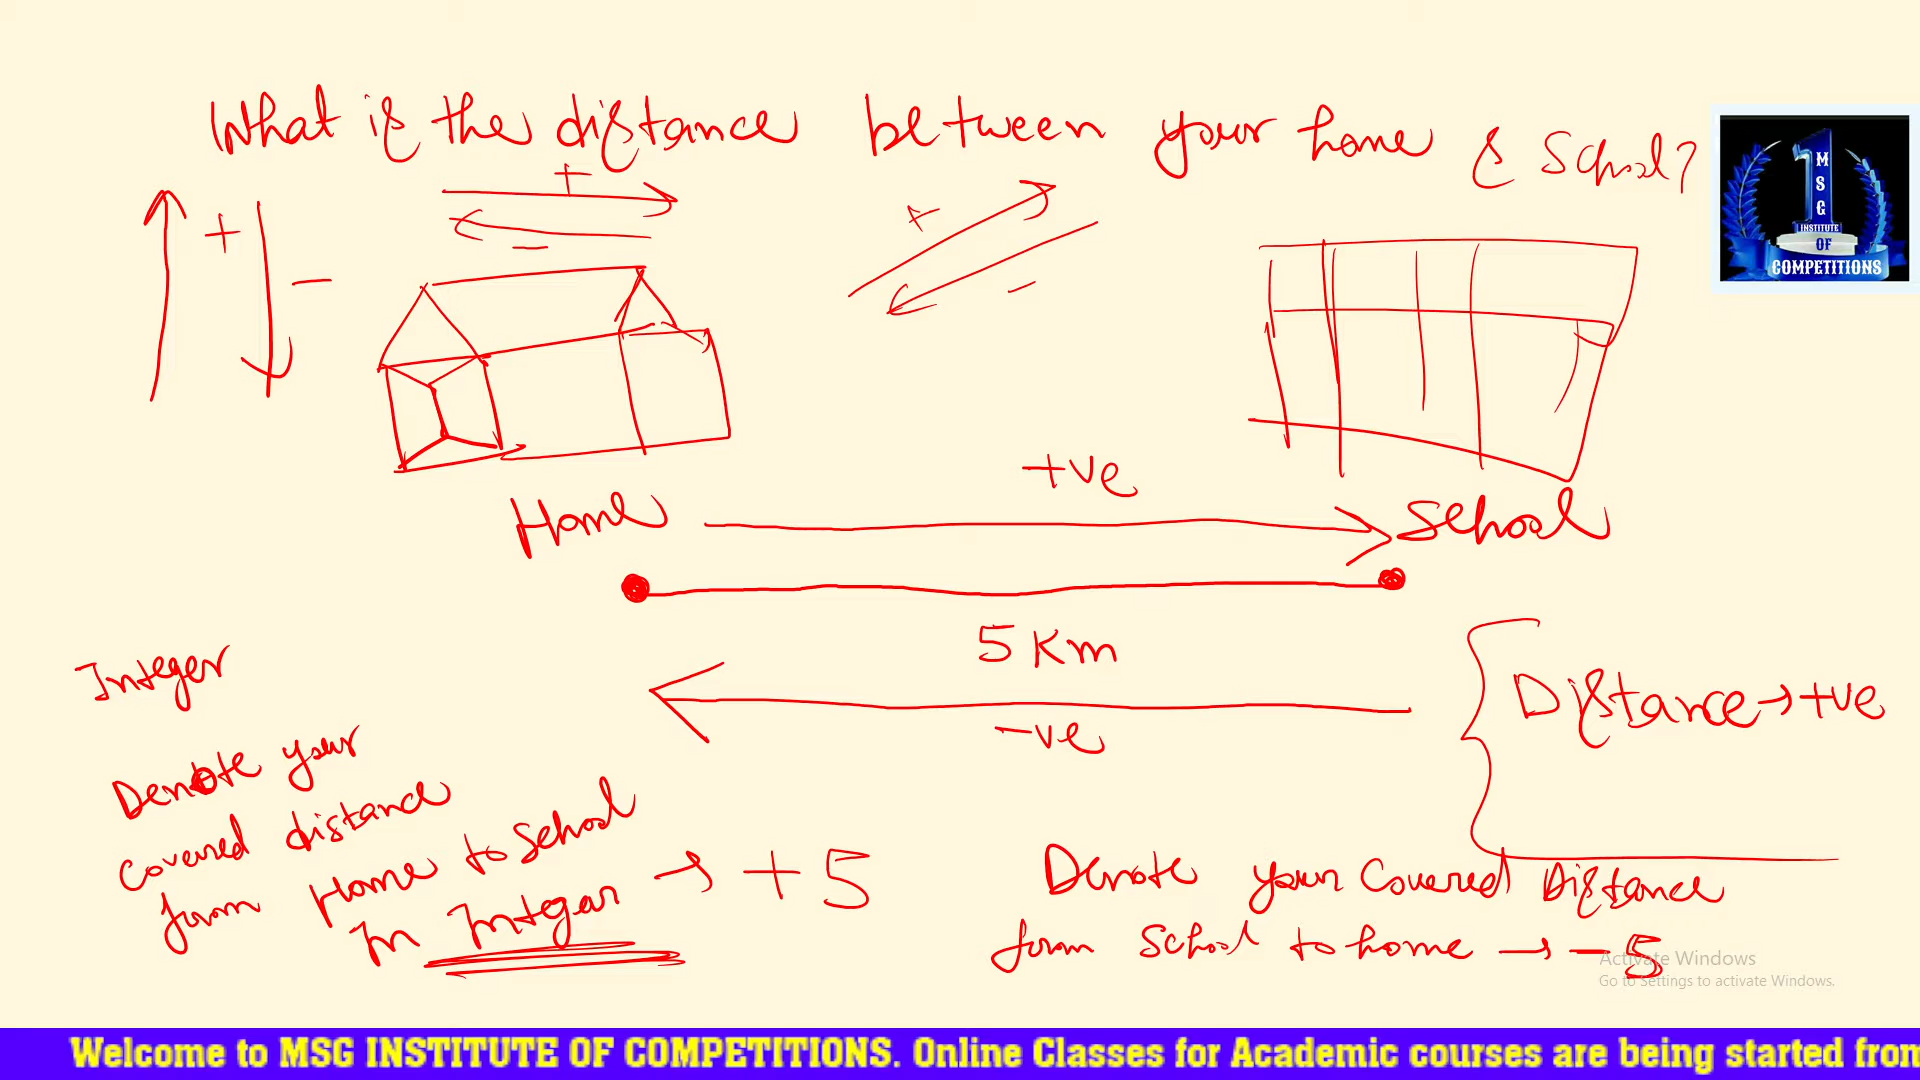 What is the distance between your home & School?
+
+
-
-
+
-
MSG
INSTITUTE
OF
COMPETITIONS
+ve
Home
School
5 Km
-ve
Distance → +ve
Integer
Denote your
covered distance
from Home to School
In Integar → +5
Denote your Covered Distance
from School to home → -5
Activate Windows
Go to Settings to activate Windows.
Welcome to MSG INSTITUTE OF COMPETITIONS. Online Classes for Academic courses are being started from